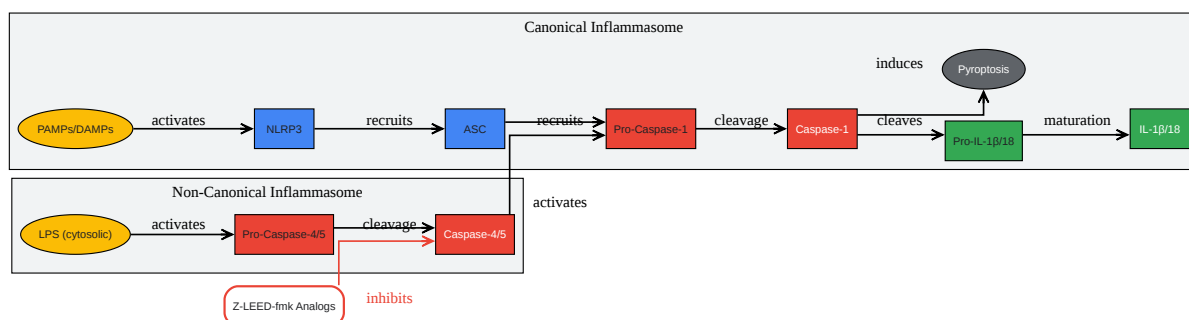 Canonical Inflammasome
induces
Pyroptosis
PAMPs/DAMPs
activates
NLRP3
recruits
ASC
recruits
Pro-Caspase-1
cleavage
Caspase-1
cleaves
Pro-IL-1β/18
maturation
IL-1β/18
Non-Canonical Inflammasome
activates
LPS (cytosolic)
activates
Pro-Caspase-4/5
cleavage
Caspase-4/5
Z-LEED-fmk Analogs
inhibits